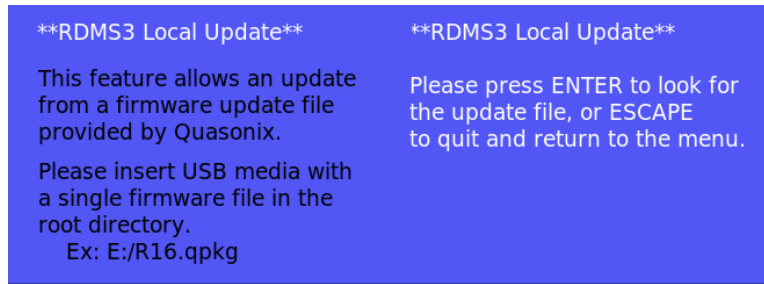 **RDMS3 Local Update**
This feature allows an update
from a firmware update file
provided by Quasonix.
Please insert USB media with
a single firmware file in the
root directory.
Ex: E:/R16.qpkg
**RDMS3 Local Update**
Please press ENTER to look for
the update file, or ESCAPE
to quit and return to the menu.